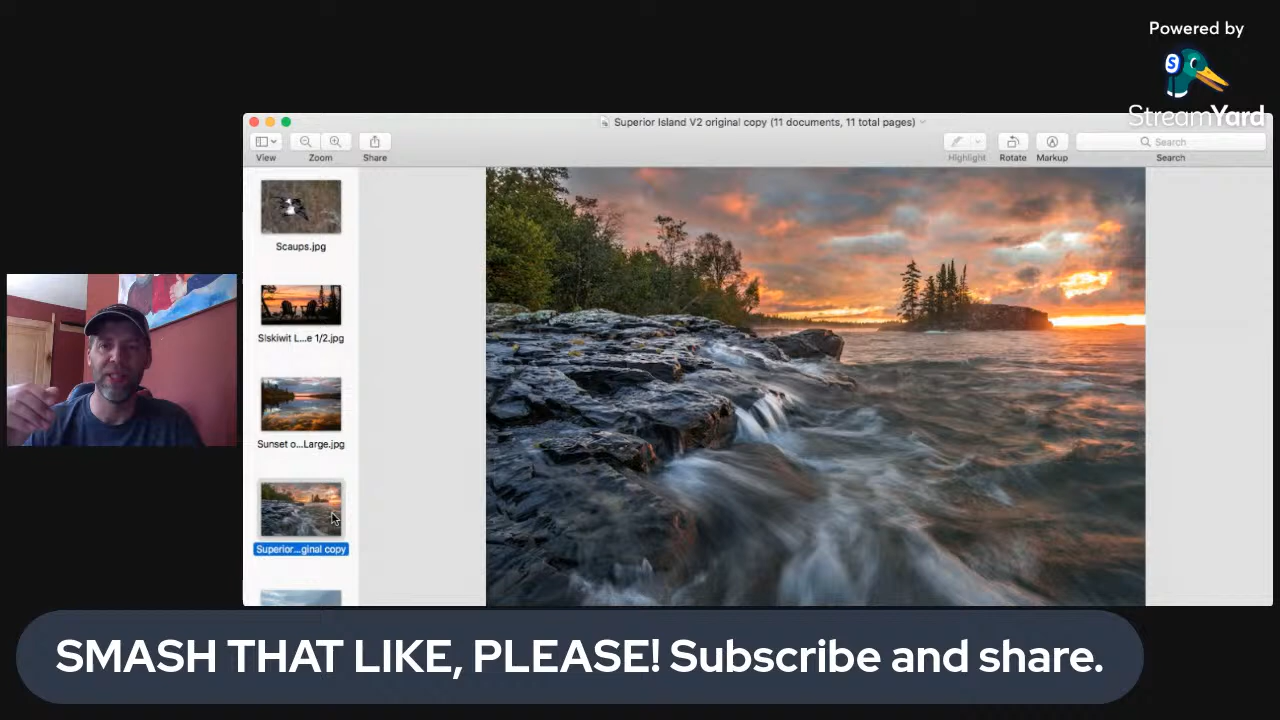 Powered by
StreamYard
Superior Island V2 original copy (11 documents, 11 total pages)
View
Zoom
Share
Highlight
Rotate
Markup
Search
Search
Scaups.jpg
Siskiwit L...e 1/2.jpg
Sunset o...Large.jpg
Superior...ginal copy
SMASH THAT LIKE, PLEASE! Subscribe and share.